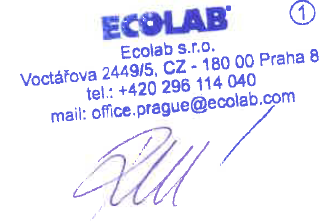 ECOLAB®
①
Ecolab s.r.o.
Voctářova 2449/5, CZ - 180 00 Praha 8
tel.: +420 296 114 040
mail: office.prague@ecolab.com